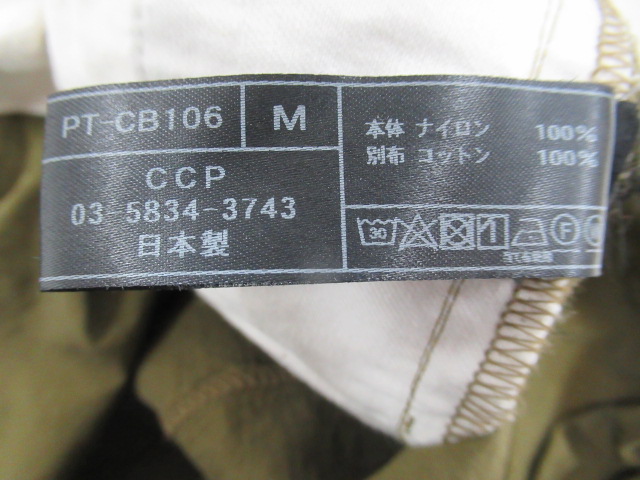 PT-CB106
M
CCP
03 5834-3743
日本製
本体 ナイロン 100%
別布 コットン 100%
30
F